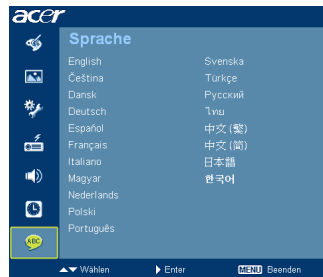 acer
Sprache
English
Čeština
Dansk
Deutsch
Español
Français
Italiano
Magyar
Nederlands
Polski
Português
Svenska
Türkçe
Русский
ไทย
中文 (繁)
中文 (简)
日本語
한국어
ABC
Wählen Enter MENU Beenden